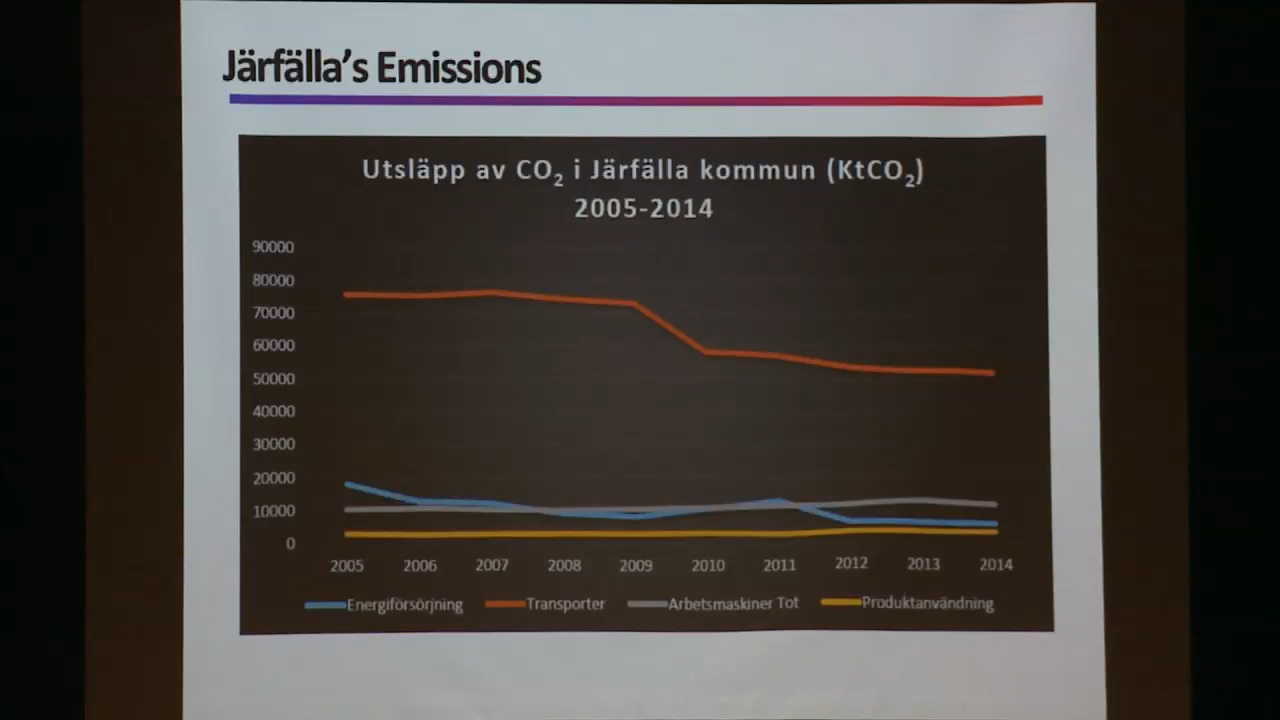 Järfälla's Emissions
Utsläpp av CO₂ i Järfälla kommun (KtCO₂)
2005-2014
90000
80000
70000
60000
50000
40000
30000
20000
10000
0
2005 2006 2007 2008 2009 2010 2011 2012 2013 2014
Energiförsörjning Transporter Arbetsmaskiner Tot Produktanvändning